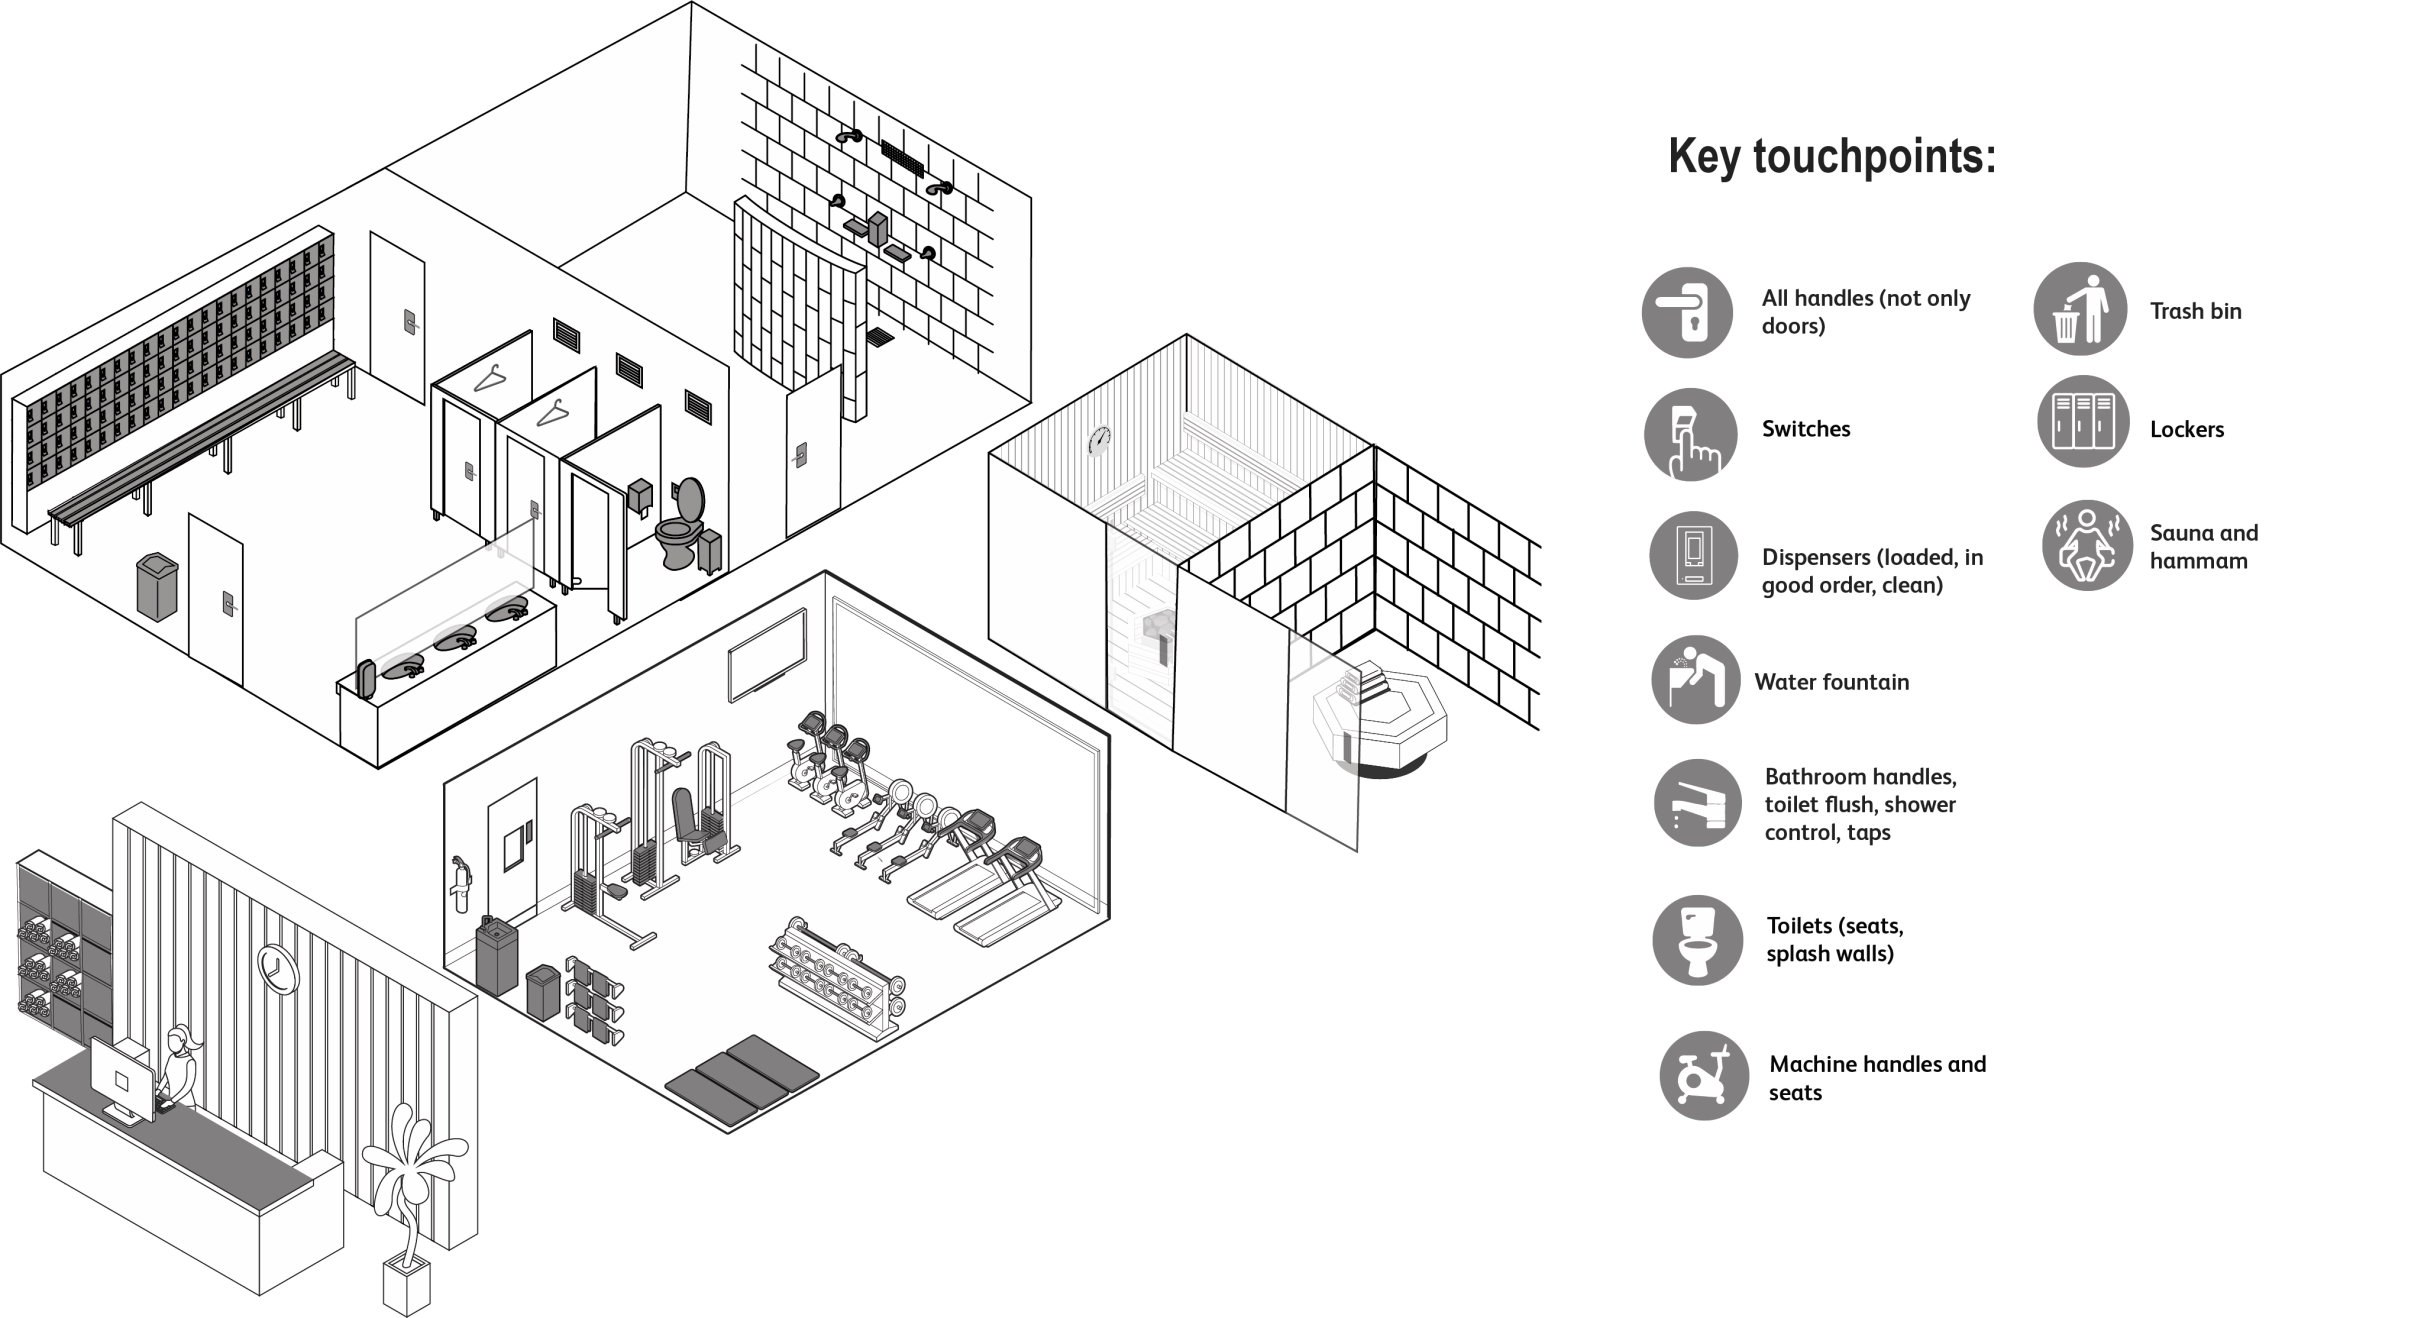 Key touchpoints:
All handles (not only
doors)
Switches
Dispensers (loaded, in
good order, clean)
Water fountain
Bathroom handles,
toilet flush, shower
control, taps
Toilets (seats,
splash walls)
Machine handles and
seats
Trash bin
Lockers
Sauna and
hammam